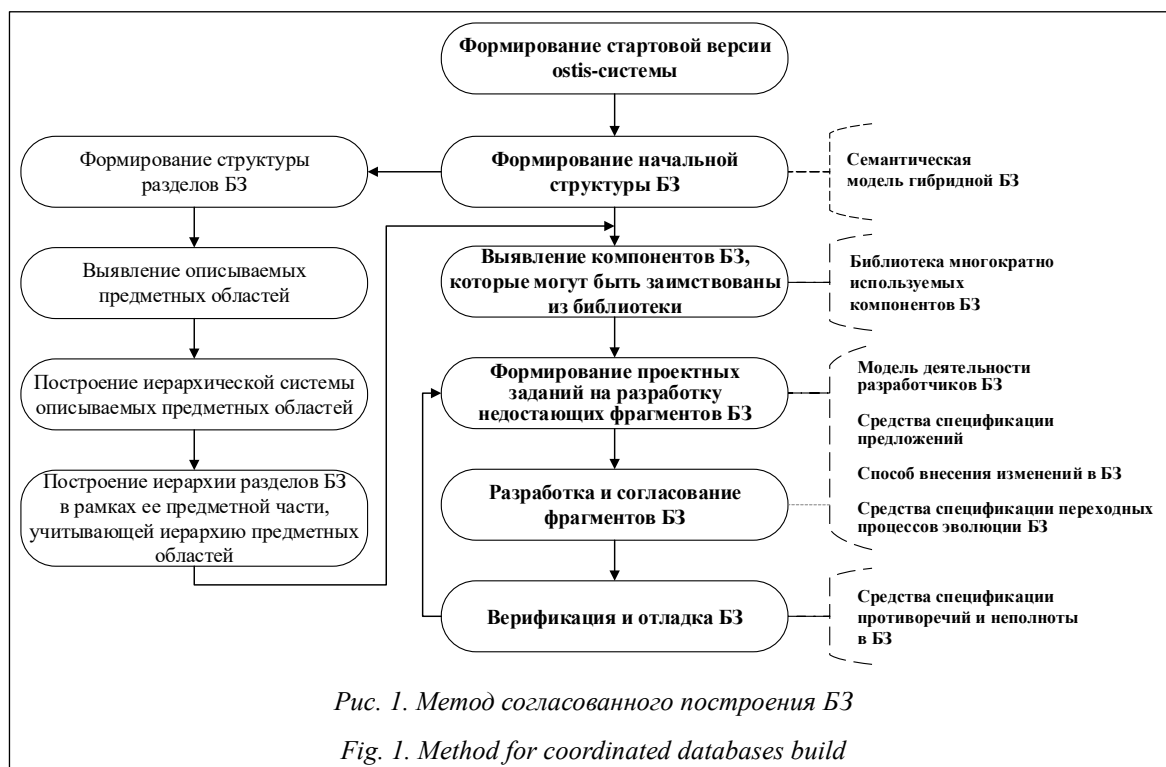 Формирование стартовой версии
ostis-системы
Формирование структуры
разделов БЗ
Формирование начальной
структуры БЗ
Семантическая
модель гибридной БЗ
Выявление описываемых
предметных областей
Выявление компонентов БЗ,
которые могут быть заимствованы
из библиотеки
Библиотека многократно
используемых
компонентов БЗ
Построение иерархической системы
описываемых предметных областей
Формирование проектных
заданий на разработку
недостающих фрагментов БЗ
Модель деятельности
разработчиков БЗ
Средства спецификации
предложений
Способ внесения изменений в БЗ
Средства спецификации переходных
процессов эволюции БЗ
Построение иерархии разделов БЗ
в рамках ее предметной части,
учитывающей иерархию предметных
областей
Разработка и согласование
фрагментов БЗ
Верификация и отладка БЗ
Средства спецификации
противоречий и неполноты
в БЗ
Рис. 1. Метод согласованного построения БЗ
Fig. 1. Method for coordinated databases build